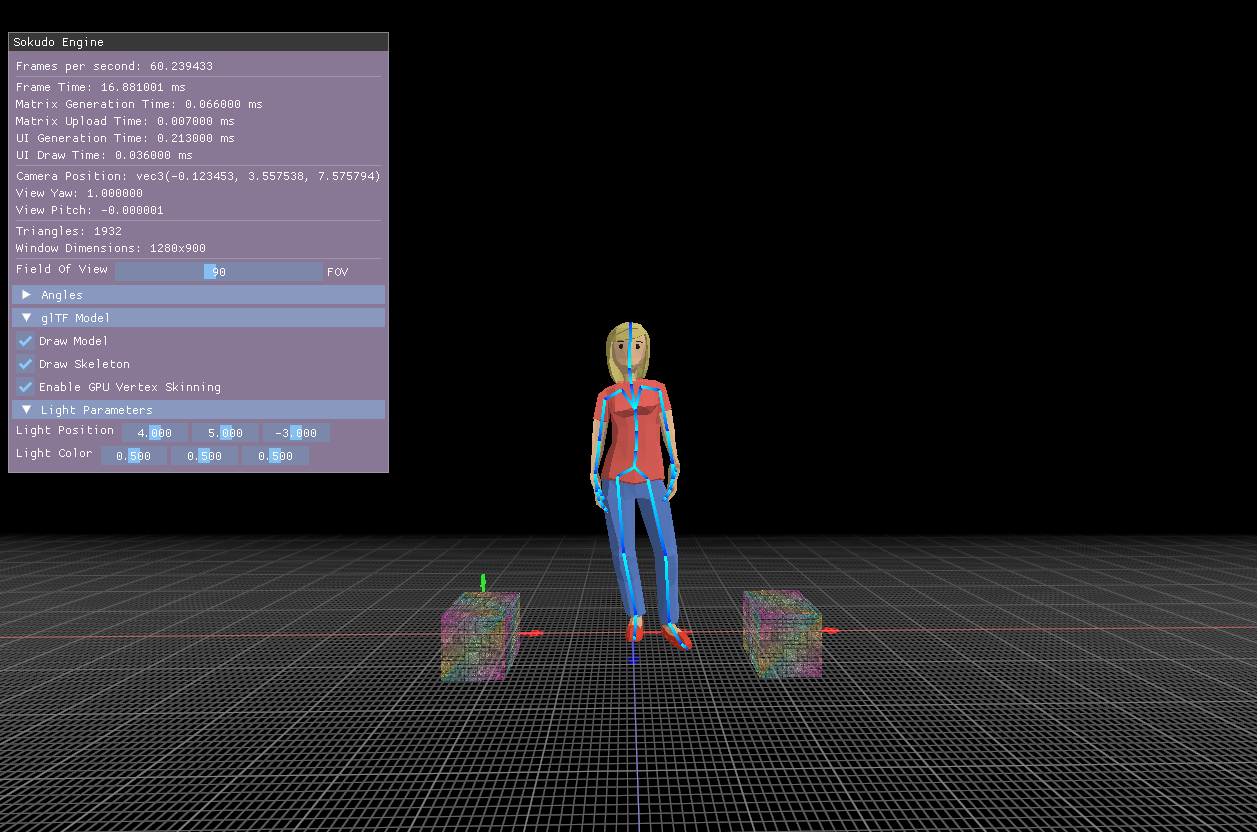 Sokudo Engine
Frames per second: 60.239433
Frame Time: 16.881001 ms
Matrix Generation Time: 0.066000 ms
Matrix Upload Time: 0.007000 ms
UI Generation Time: 0.213000 ms
UI Draw Time: 0.036000 ms
Camera Position: vec3(-0.123453, 3.557538, 7.575794)
View Yaw: 1.000000
View Pitch: -0.000001
Triangles: 1932
Window Dimensions: 1280x900
Field Of View 90 FOV
Angles
glTF Model
Draw Model
Draw Skeleton
Enable GPU Vertex Skinning
Light Parameters
Light Position 4.000 5.000 -3.000
Light Color 0.500 0.500 0.500